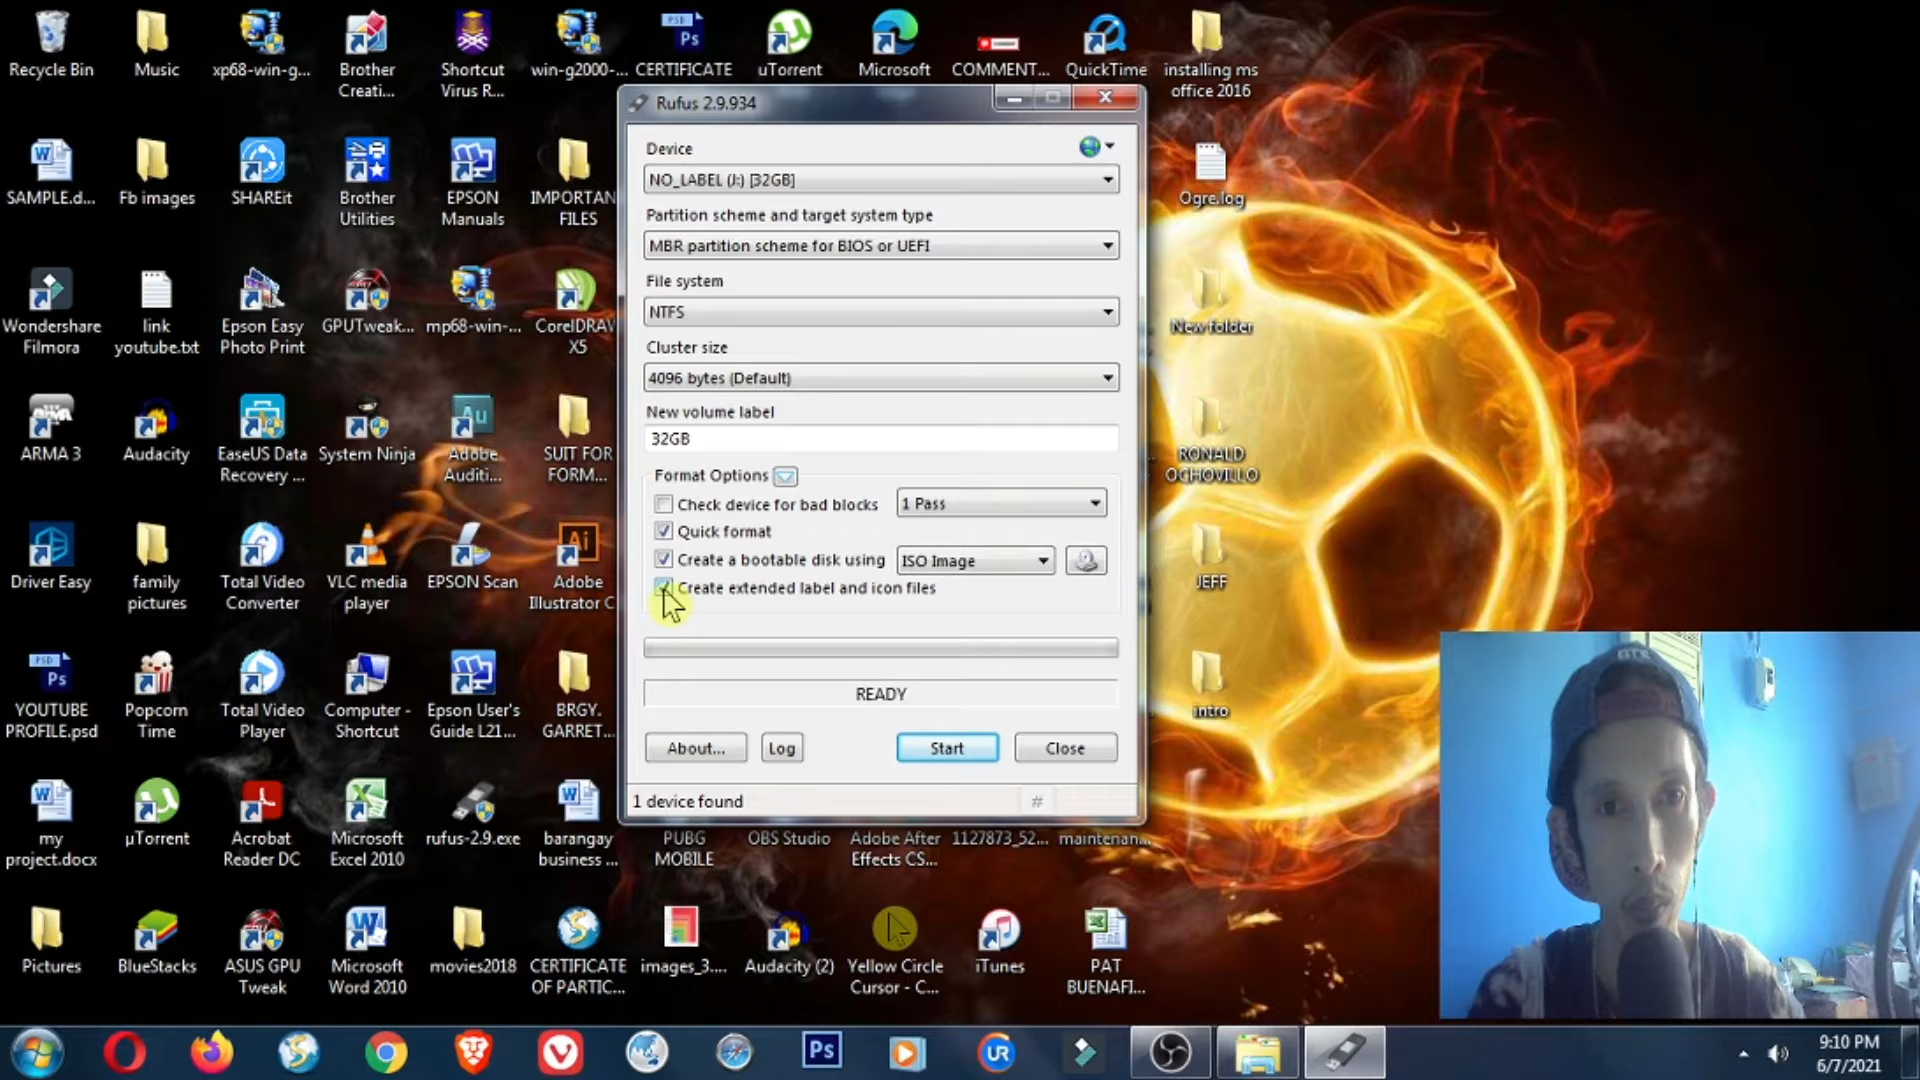 Recycle Bin
Music
xp68-win-g...
Brother
Creati...
Shortcut
Virus R...
win-g2000-...
PSD
Ps
CERTIFICATE
uTorrent
Microsoft
COMMENT...
QuickTime
installing ms
office 2016
SAMPLE.d...
Fb images
SHAREit
Brother
Utilities
EPSON
Manuals
IMPORTAN
FILES
Ogre.log
Wondershare
Filmora
link
youtube.txt
Epson Easy
Photo Print
GPUTweak...
mp68-win-...
CorelDRAW
X5
New folder
ARMA 3
Audacity
EaseUS Data
Recovery ...
System Ninja
Au
Adobe
Auditi...
SUIT FOR
FORM...
RONALD
OCHOVILLO
Driver Easy
family
pictures
Total Video
Converter
VLC media
player
EPSON Scan
Ai
Adobe
Illustrator C
JEFF
PSD
Ps
YOUTUBE
PROFILE.psd
Popcorn
Time
Total Video
Player
Computer -
Shortcut
Epson User's
Guide L21...
BRGY.
GARRET...
intro
my
project.docx
µTorrent
Acrobat
Reader DC
Microsoft
Excel 2010
rufus-2.9.exe
barangay
business ...
PUBG
MOBILE
OBS Studio
Adobe After
Effects CS...
1127873_52...
maintenan...
Pictures
BlueStacks
ASUS GPU
Tweak
Microsoft
Word 2010
movies2018
CERTIFICATE
OF PARTIC...
images_3....
Audacity (2)
Yellow Circle
Cursor - C...
iTunes
PAT
BUENAFI...
Rufus 2.9.934
Device
NO_LABEL (J:) [32GB]
Partition scheme and target system type
MBR partition scheme for BIOS or UEFI
File system
NTFS
Cluster size
4096 bytes (Default)
New volume label
32GB
Format Options
Check device for bad blocks
1 Pass
Quick format
Create a bootable disk using
ISO Image
Create extended label and icon files
READY
About...
Log
Start
Close
1 device found
#
Ps
UR
9:10 PM
6/7/2021